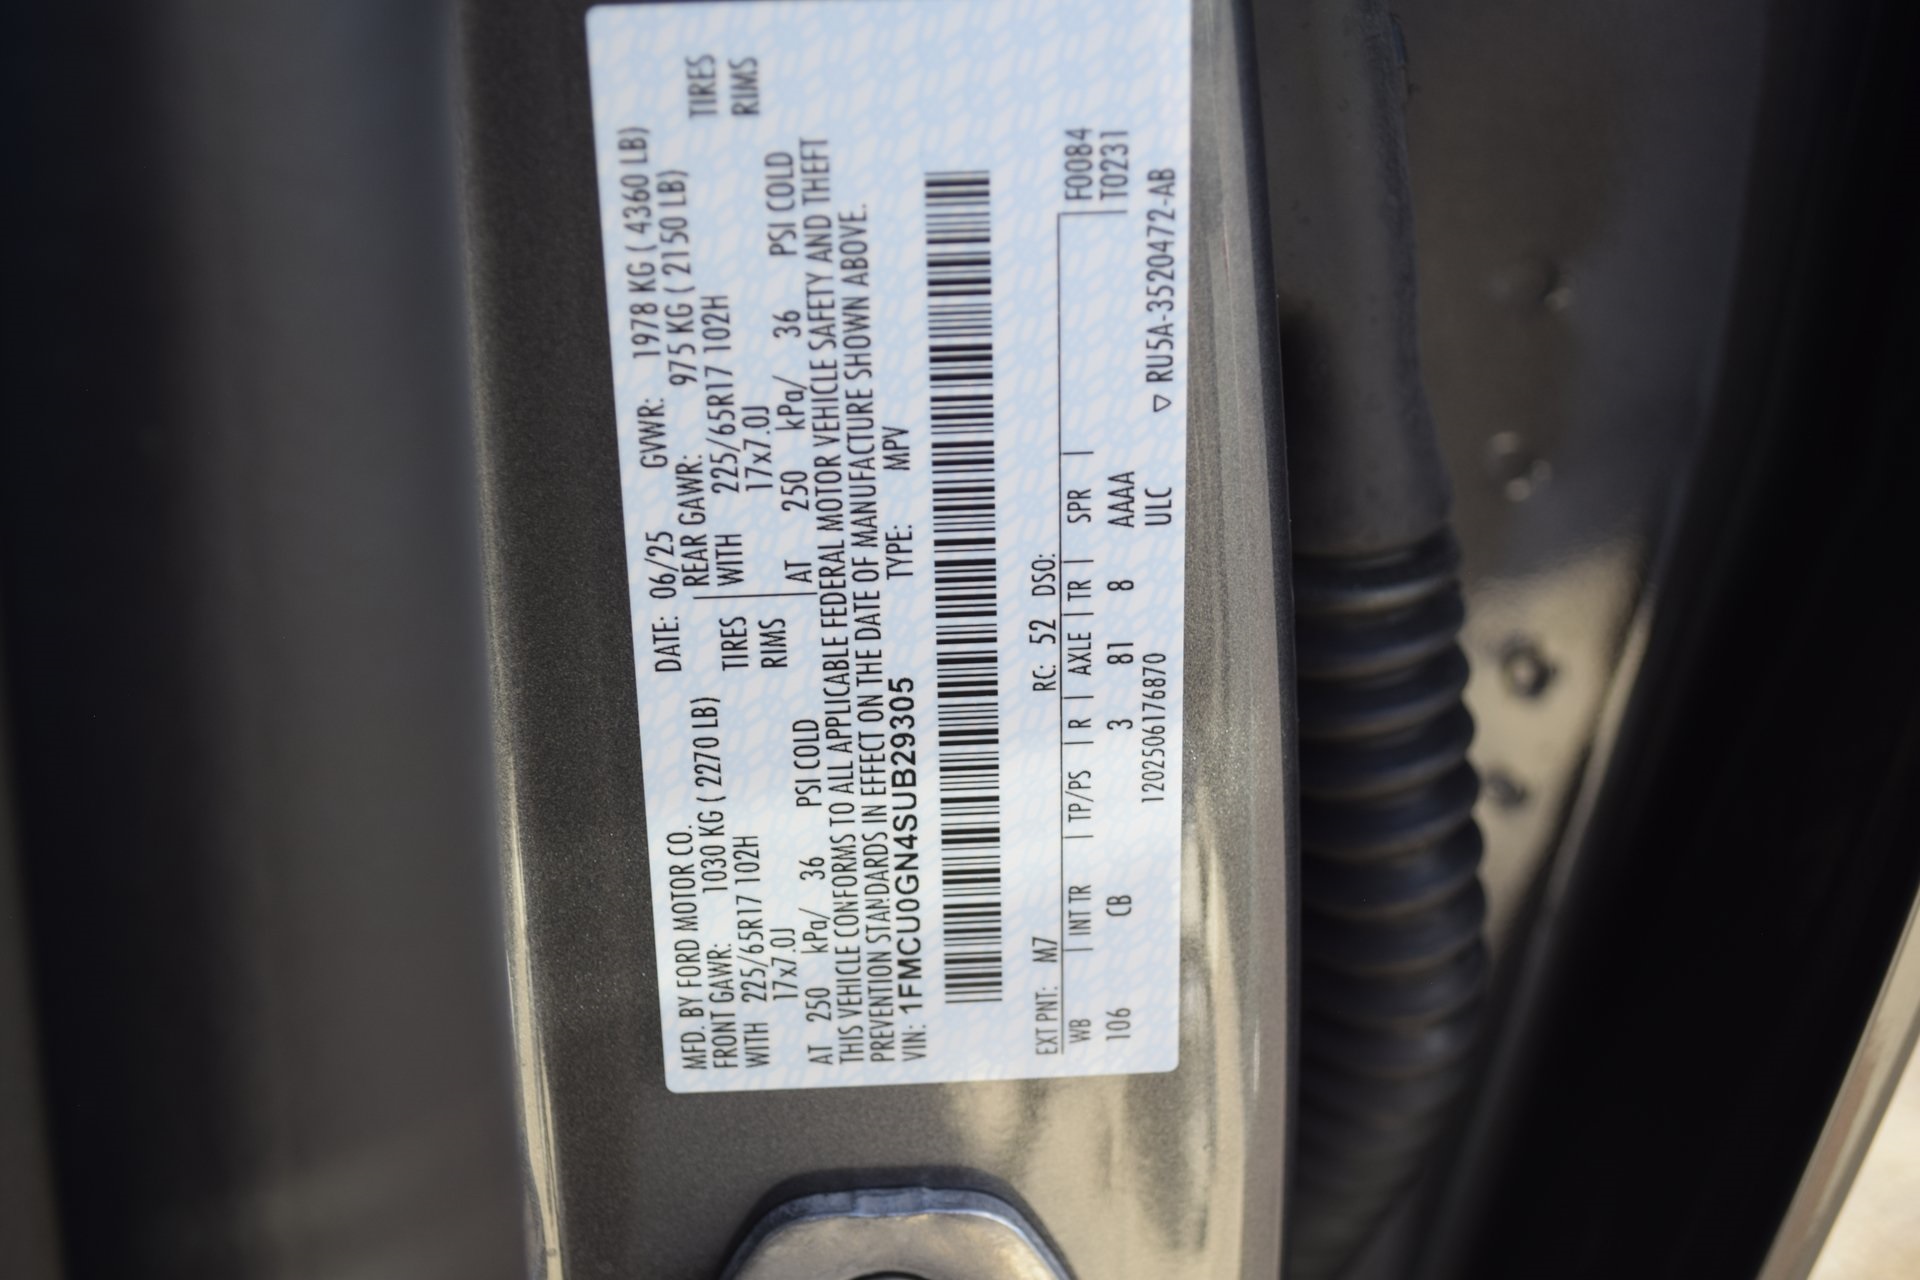 MFD. BY FORD MOTOR CO. DATE: 06/25 GVWR: 1978 KG ( 4360 LB)
FRONT GAWR: 1030 KG ( 2270 LB) REAR GAWR: 975 KG ( 2150 LB)
WITH 225/65R17 102H TIRES WITH 225/65R17 102H TIRES
17x7.0J RIMS 17x7.0J RIMS
AT 250 kPa/ 36 PSI COLD AT 250 kPa/ 36 PSI COLD
THIS VEHICLE CONFORMS TO ALL APPLICABLE FEDERAL MOTOR VEHICLE SAFETY AND THEFT
PREVENTION STANDARDS IN EFFECT ON THE DATE OF MANUFACTURE SHOWN ABOVE.
VIN: 1FMCU0GN4SUB29305 TYPE: MPV
EXT PNT: M7 RC: 52 DSO: F0084
WB | INT TR | TP/PS | R | AXLE | TR | SPR | T0231
106 CB 3 81 8 AAAA
1202506176870 ULC ▽ RU5A-3520472-AB